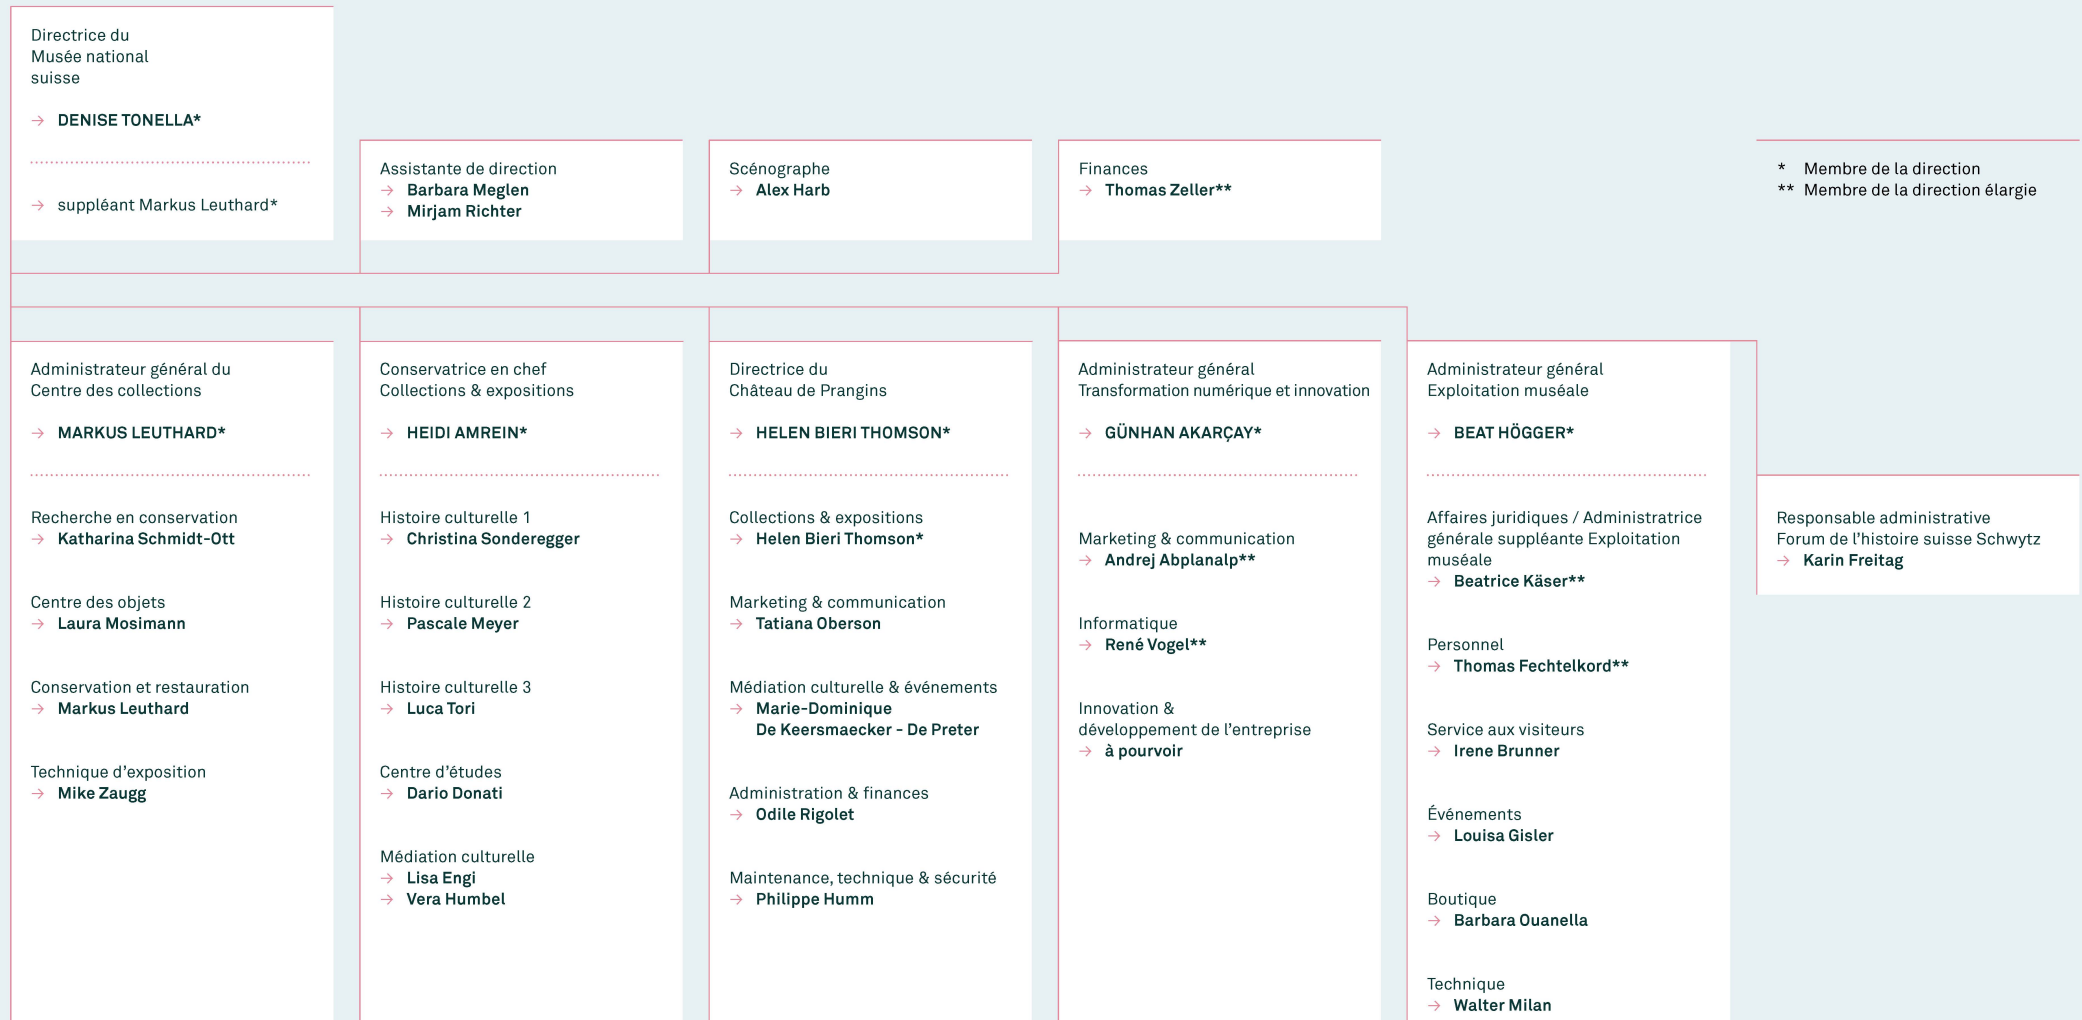 Directrice du
Musée national
suisse
→ DENISE TONELLA*
→ suppléant Markus Leuthard*
Assistante de direction
→ Barbara Meglen
→ Mirjam Richter
Scénographe
→ Alex Harb
Finances
→ Thomas Zeller**
* Membre de la direction
** Membre de la direction élargie
Administrateur général du
Centre des collections
→ MARKUS LEUTHARD*
Recherche en conservation
→ Katharina Schmidt-Ott
Centre des objets
→ Laura Mosimann
Conservation et restauration
→ Markus Leuthard
Technique d'exposition
→ Mike Zaugg
Conservatrice en chef
Collections & expositions
→ HEIDI AMREIN*
Histoire culturelle 1
→ Christina Sonderegger
Histoire culturelle 2
→ Pascale Meyer
Histoire culturelle 3
→ Luca Tori
Centre d'études
→ Dario Donati
Médiation culturelle
→ Lisa Engi
→ Vera Humbel
Directrice du
Château de Prangins
→ HELEN BIERI THOMSON*
Collections & expositions
→ Helen Bieri Thomson*
Marketing & communication
→ Tatiana Oberson
Médiation culturelle & événements
→ Marie-Dominique
De Keersmaecker - De Preter
Administration & finances
→ Odile Rigolet
Maintenance, technique & sécurité
→ Philippe Humm
Administrateur général
Transformation numérique et innovation
→ GÜNHAN AKARÇAY*
Marketing & communication
→ Andrej Abplanalp**
Informatique
→ René Vogel**
Innovation &
développement de l'entreprise
→ à pourvoir
Administrateur général
Exploitation muséale
→ BEAT HÖGGER*
Affaires juridiques / Administratrice
générale suppléante Exploitation
muséale
→ Beatrice Käser**
Personnel
→ Thomas Fechtelkord**
Service aux visiteurs
→ Irene Brunner
Événements
→ Louisa Gisler
Boutique
→ Barbara Ouanella
Technique
→ Walter Milan
Responsable administrative
Forum de l'histoire suisse Schwytz
→ Karin Freitag